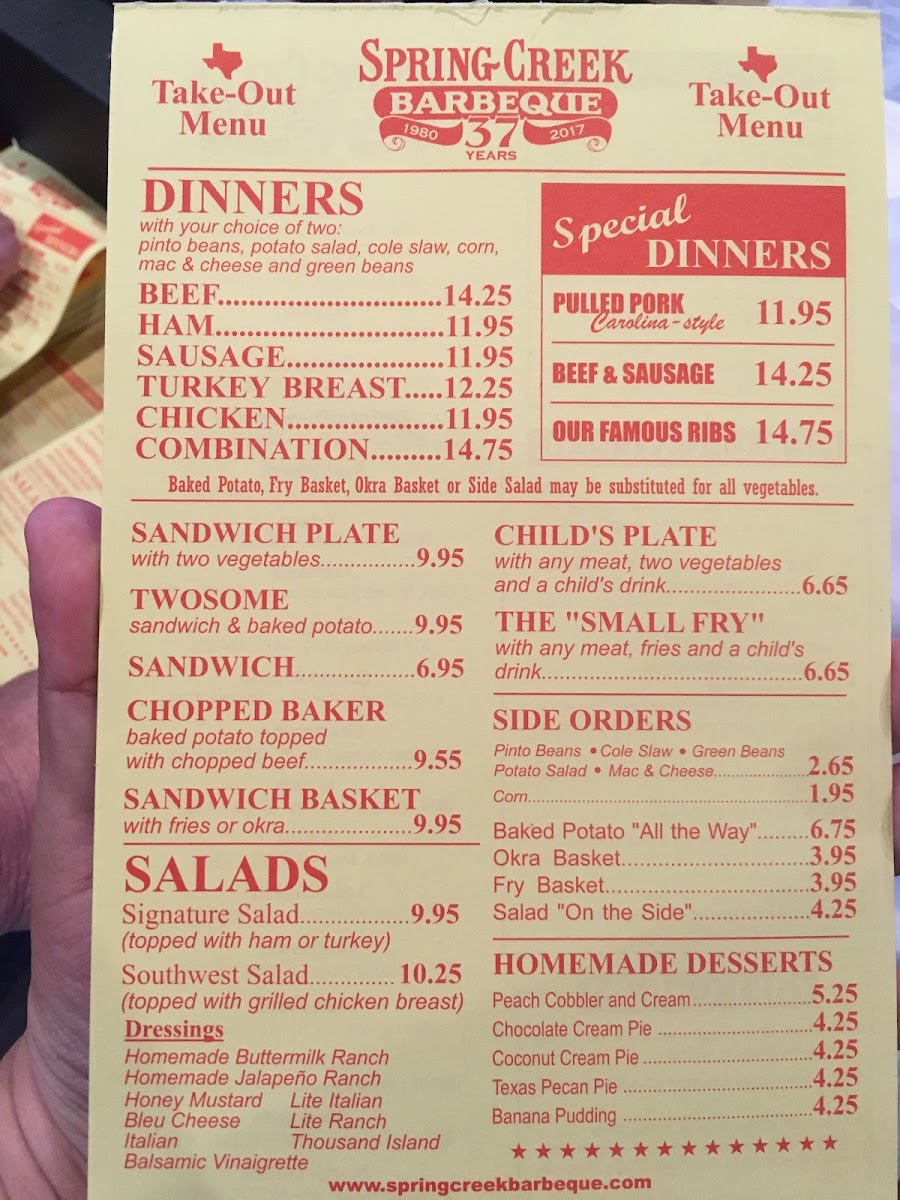 Take-Out
Menu
SPRING CREEK
BARBEQUE
1980 37 2017
YEARS
Take-Out
Menu
DINNERS
with your choice of two:
pinto beans, potato salad, cole slaw, corn,
mac & cheese and green beans
BEEF.............................14.25
HAM..............................11.95
SAUSAGE....................11.95
TURKEY BREAST.....12.25
CHICKEN....................11.95
COMBINATION.........14.75
Special
DINNERS
PULLED PORK
Carolina-style 11.95
BEEF & SAUSAGE 14.25
OUR FAMOUS RIBS 14.75
Baked Potato, Fry Basket, Okra Basket or Side Salad may be substituted for all vegetables.
SANDWICH PLATE
with two vegetables................9.95
TWOSOME
sandwich & baked potato.......9.95
SANDWICH....................6.95
CHOPPED BAKER
baked potato topped
with chopped beef..................9.55
SANDWICH BASKET
with fries or okra.....................9.95
SALADS
Signature Salad.................9.95
(topped with ham or turkey)
Southwest Salad.............. 10.25
(topped with grilled chicken breast)
Dressings
Homemade Buttermilk Ranch
Homemade Jalapeño Ranch
Honey Mustard Lite Italian
Bleu Cheese Lite Ranch
Italian Thousand Island
Balsamic Vinaigrette
CHILD'S PLATE
with any meat, two vegetables
and a child's drink.......................6.65
THE "SMALL FRY"
with any meat, fries and a child's
drink............................................6.65
SIDE ORDERS
Pinto Beans • Cole Slaw • Green Beans
Potato Salad • Mac & Cheese....................2.65
Corn............................................................1.95
Baked Potato "All the Way"........6.75
Okra Basket................................3.95
Fry Basket...................................3.95
Salad "On the Side"....................4.25
HOMEMADE DESSERTS
Peach Cobbler and Cream......................5.25
Chocolate Cream Pie .............................4.25
Coconut Cream Pie ...............................4.25
Texas Pecan Pie ...................................4.25
Banana Pudding ...................................4.25
www.springcreekbarbeque.com